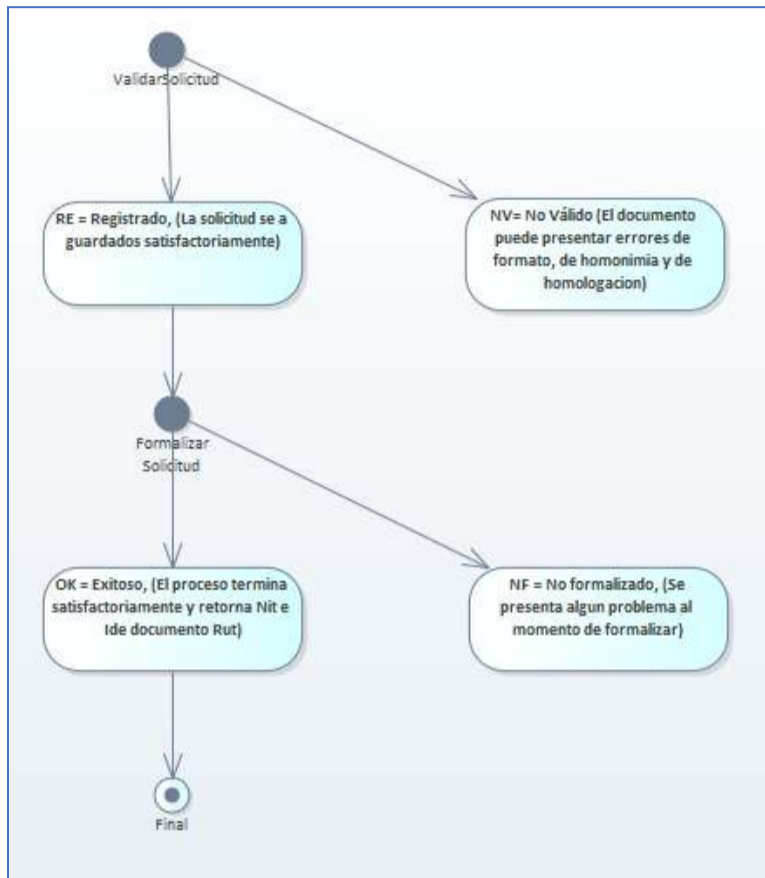 ValidarSolicitud
RE = Registrado, (La solicitud se a
guardados satisfactoriamente)
NV= No Válido (El documento
puede presentar errores de
formato, de homonimia y de
homologacion)
Formalizar
Solicitud
OK = Exitoso, (El proceso termina
satisfactoriamente y retorna Nit e
Ide documento Rut)
NF = No formalizado, (Se
presenta algun problema al
momento de formalizar)
Final